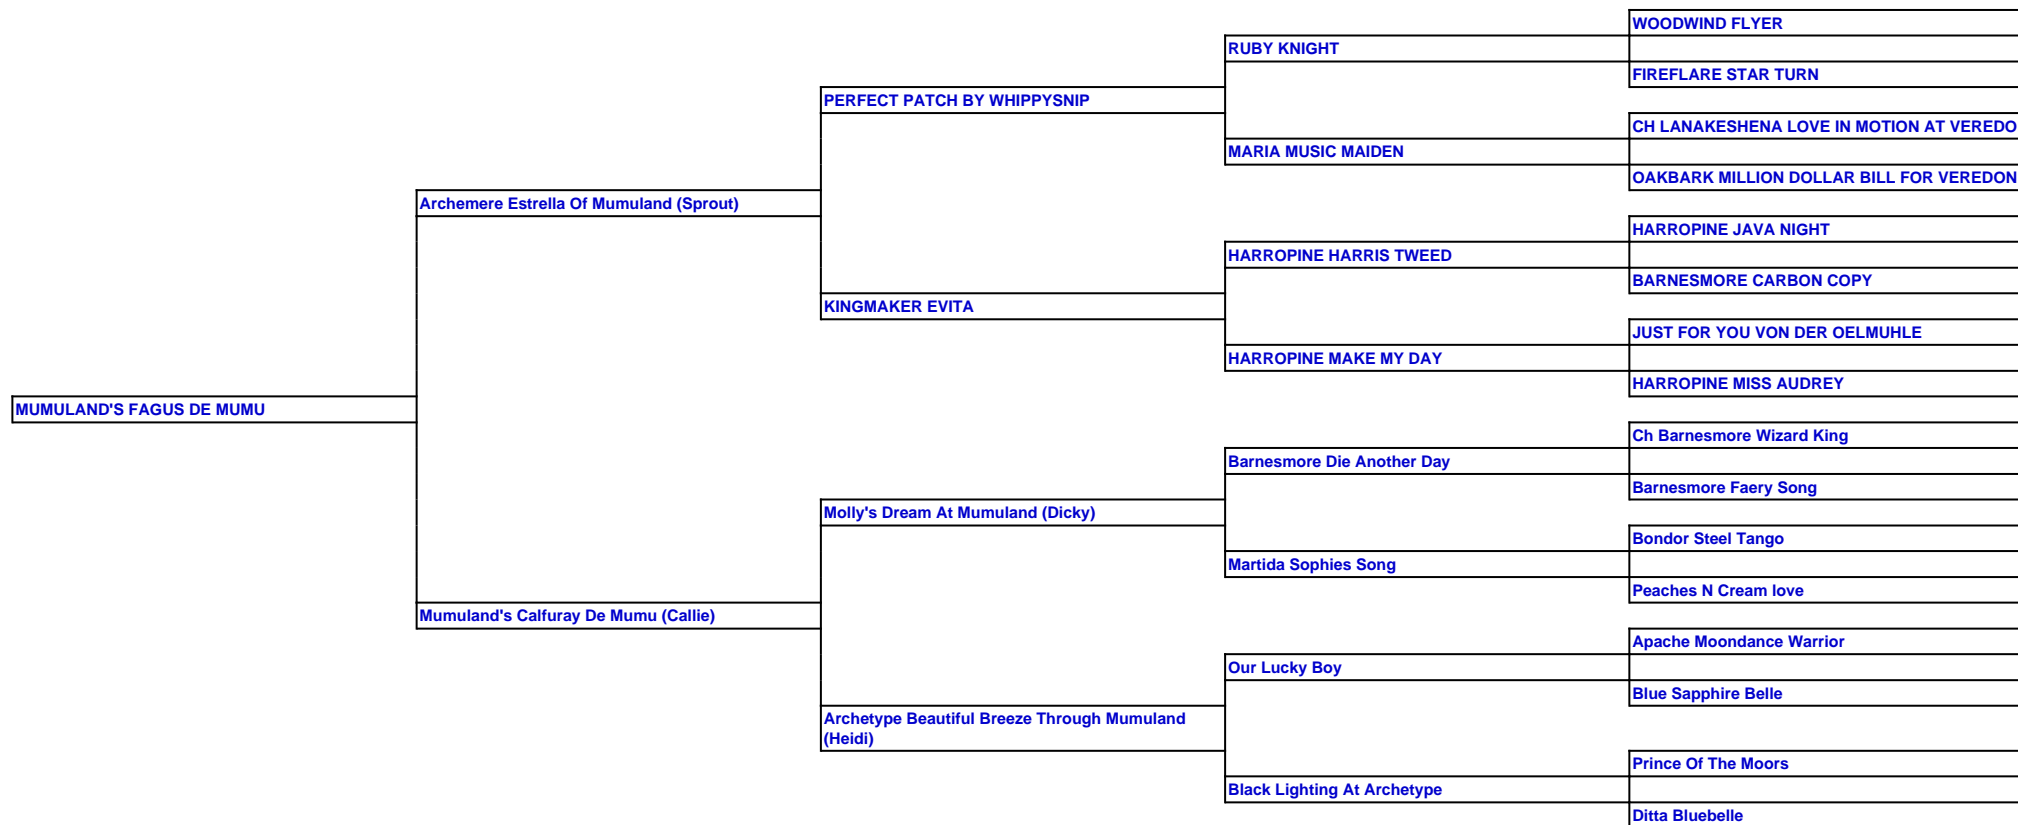 WOODWIND FLYER
RUBY KNIGHT
FIREFLARE STAR TURN
PERFECT PATCH BY WHIPPYSNIP
CH LANAKESHENA LOVE IN MOTION AT VEREDO
MARIA MUSIC MAIDEN
OAKBARK MILLION DOLLAR BILL FOR VEREDON
Archemere Estrella Of Mumuland (Sprout)
HARROPINE JAVA NIGHT
HARROPINE HARRIS TWEED
BARNESMORE CARBON COPY
KINGMAKER EVITA
JUST FOR YOU VON DER OELMUHLE
HARROPINE MAKE MY DAY
HARROPINE MISS AUDREY
MUMULAND'S FAGUS DE MUMU
Ch Barnesmore Wizard King
Barnesmore Die Another Day
Barnesmore Faery Song
Molly's Dream At Mumuland (Dicky)
Bondor Steel Tango
Martida Sophies Song
Peaches N Cream love
Mumuland's Calfuray De Mumu (Callie)
Apache Moondance Warrior
Our Lucky Boy
Blue Sapphire Belle
Archetype Beautiful Breeze Through Mumuland
(Heidi)
Prince Of The Moors
Black Lighting At Archetype
Ditta Bluebelle